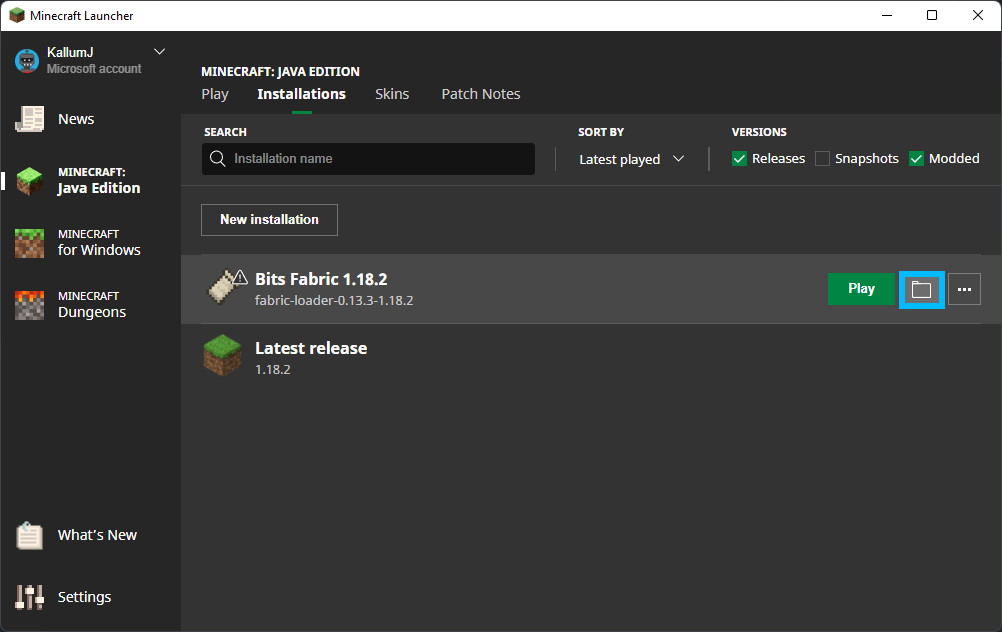 Minecraft Launcher
KallumJ
Microsoft account
News
MINECRAFT:
Java Edition
MINECRAFT
for Windows
MINECRAFT
Dungeons
What's New
Settings
MINECRAFT: JAVA EDITION
Play Installations Skins Patch Notes
SEARCH SORT BY VERSIONS
Installation name Latest played Releases Snapshots Modded
New installation
Bits Fabric 1.18.2
fabric-loader-0.13.3-1.18.2
Play
Latest release
1.18.2